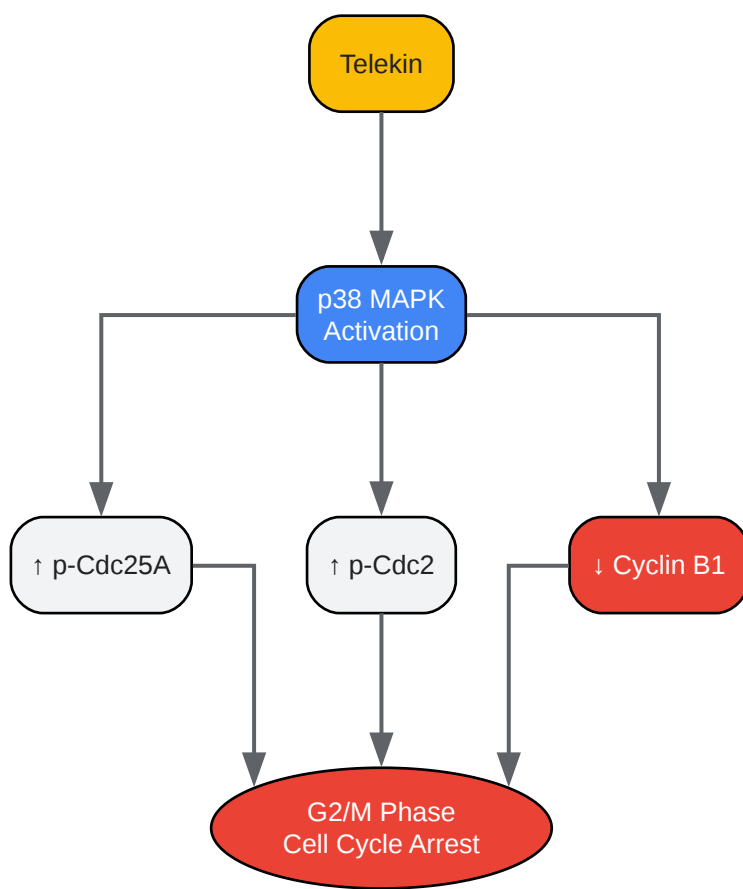 Telekin
p38 MAPK
Activation
↑ p-Cdc25A
↑ p-Cdc2
↓ Cyclin B1
G2/M Phase
Cell Cycle Arrest